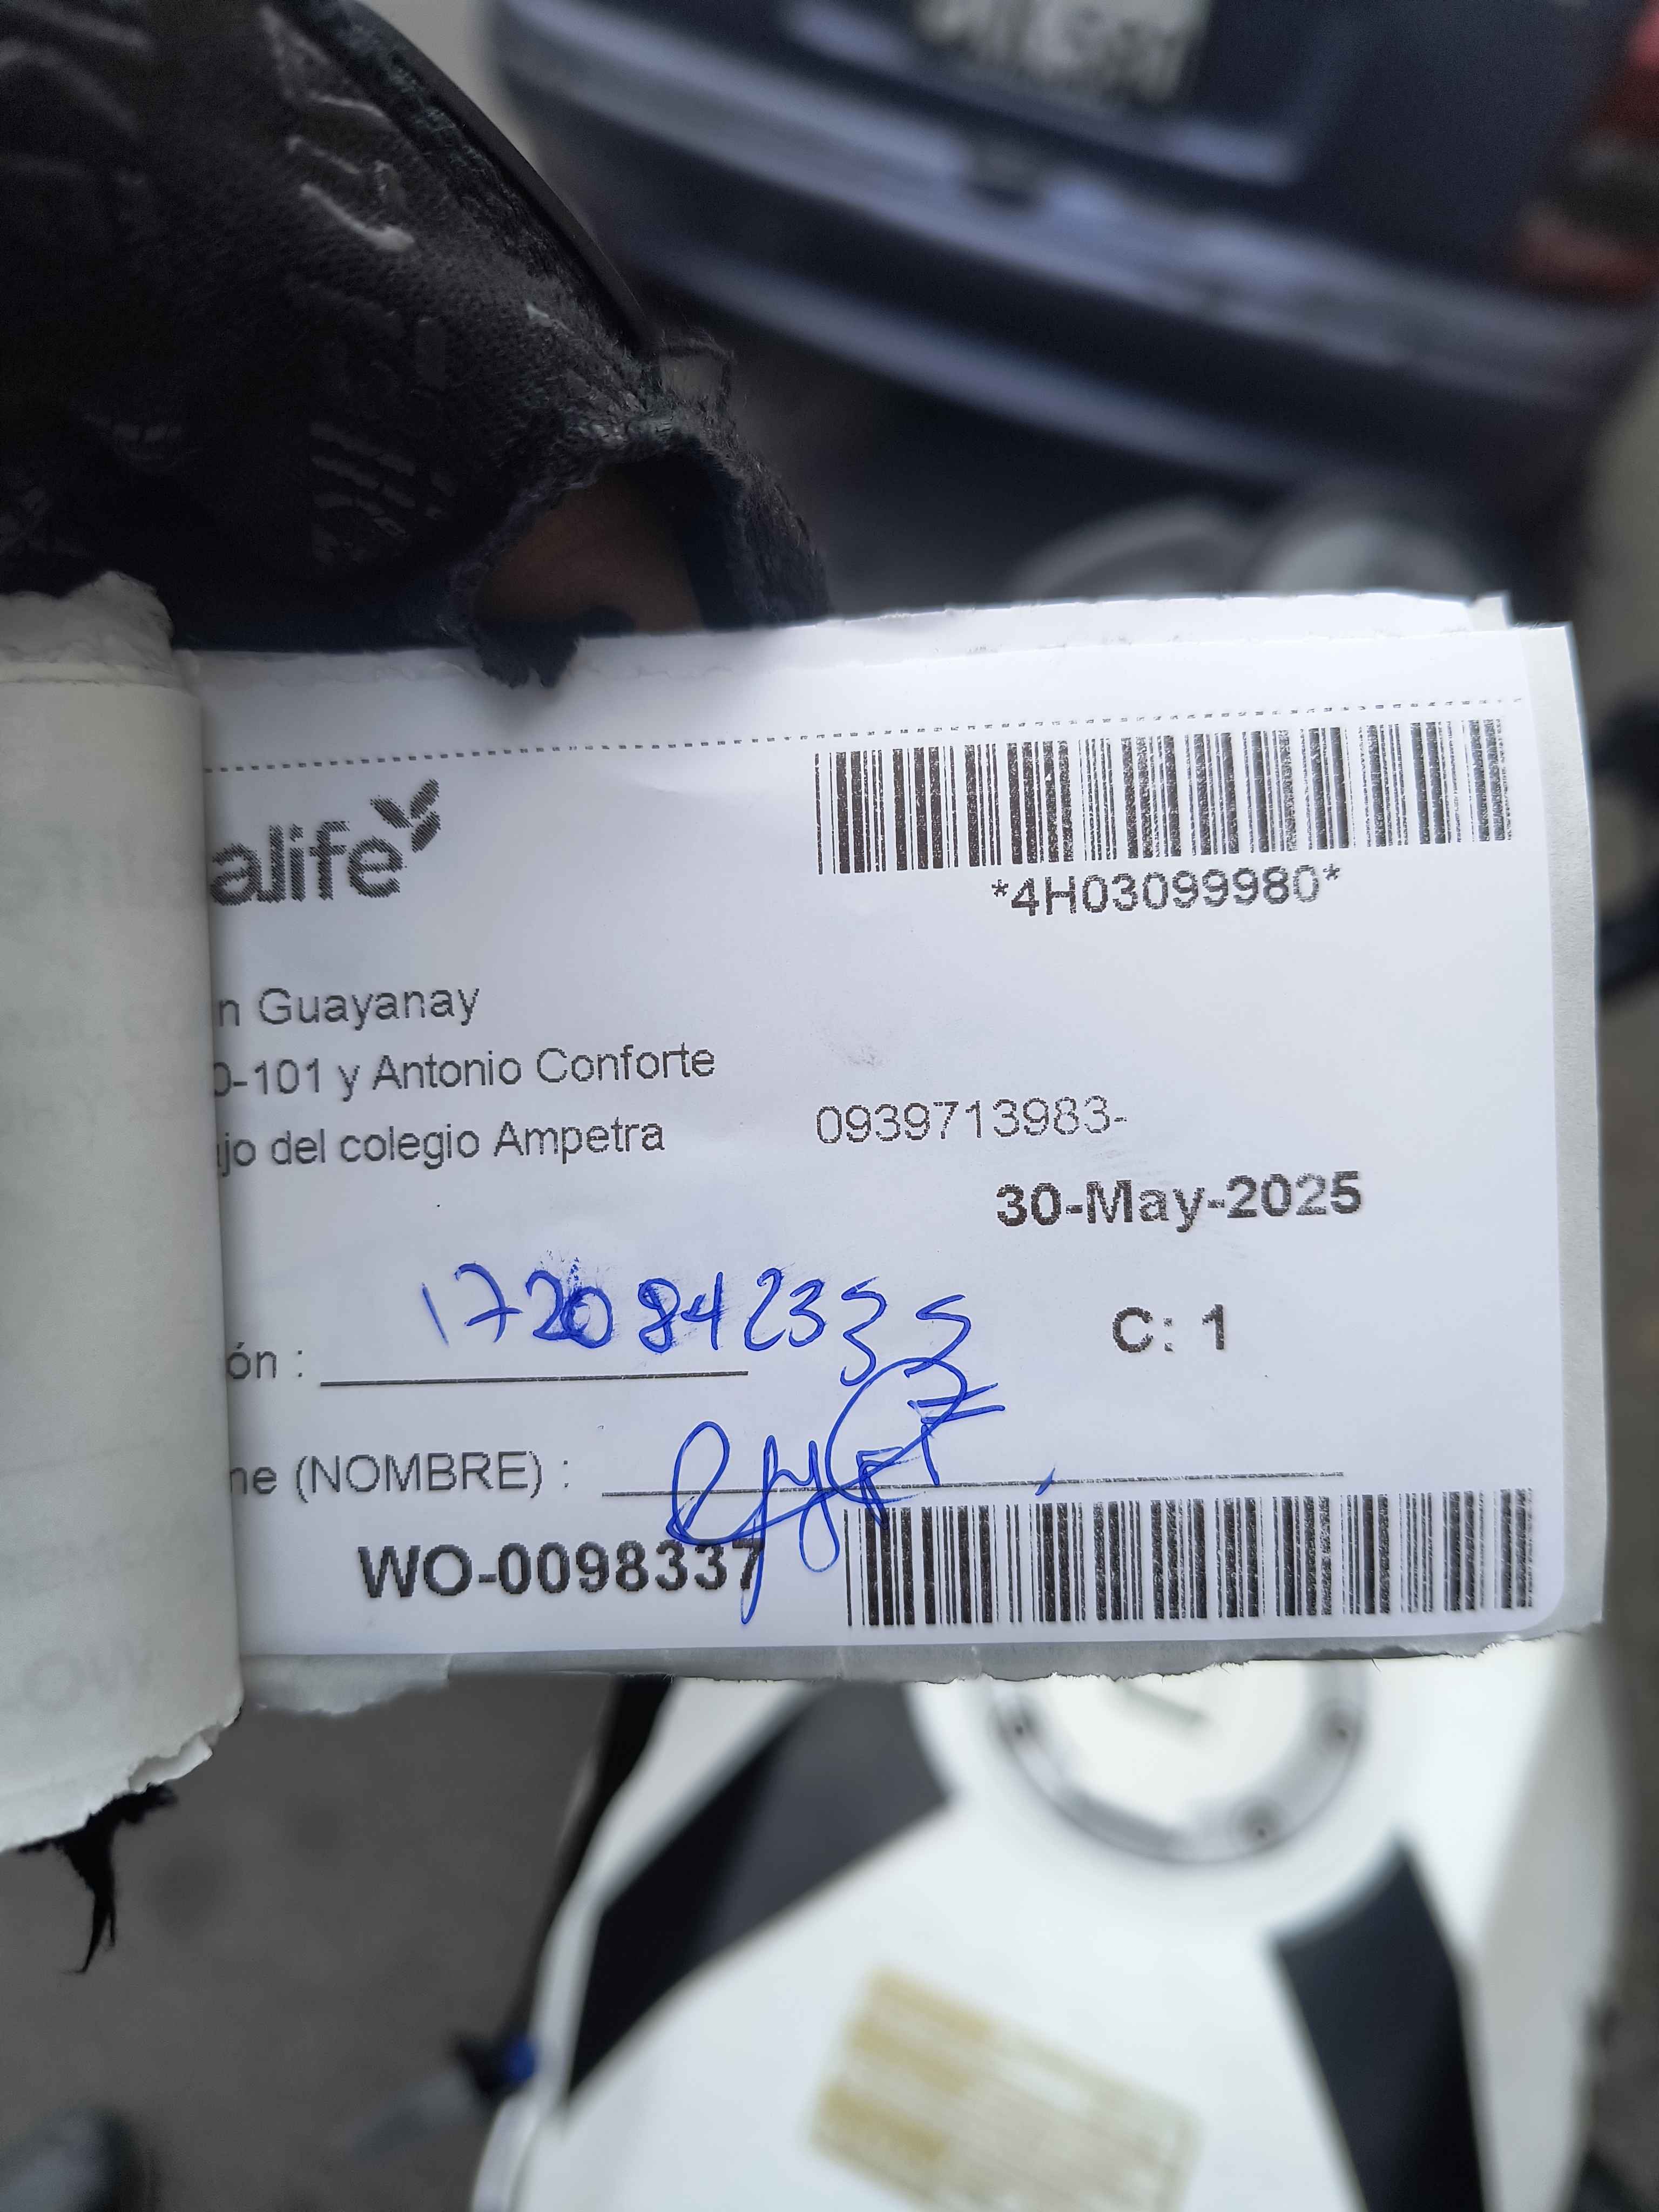 alife
*4H03099980*
n Guayanay
0-101 y Antonio Conforte
ajo del colegio Ampetra
0939713983-
30-May-2025
1720842335
ón :
C: 1
ne (NOMBRE) :
WO-0098337